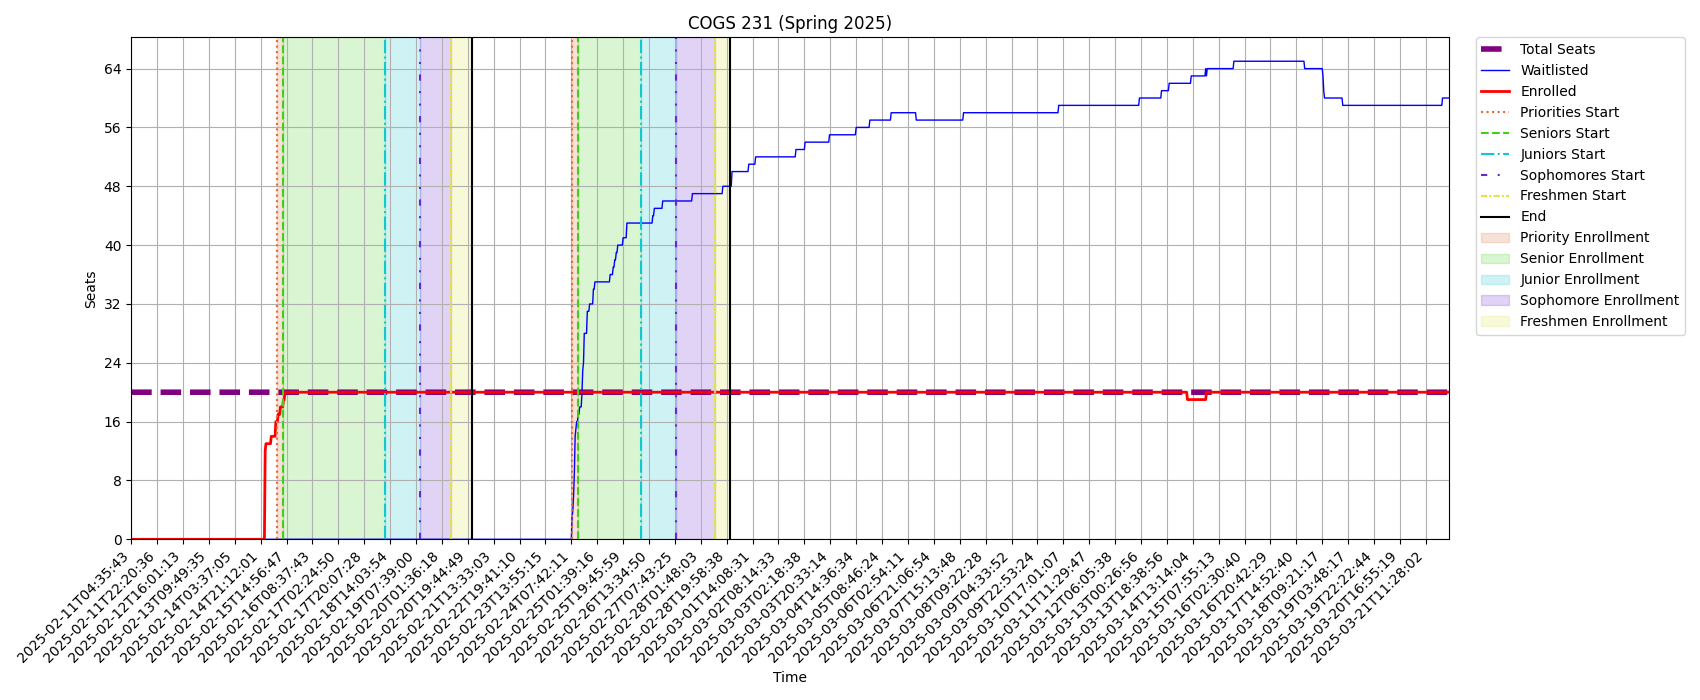 COGS 231 (Spring 2025)
Seats
64
56
48
40
32
24
16
8
0
2025-02-11T04:35:43
2025-02-11T22:20:36
2025-02-12T16:01:13
2025-02-13T09:49:35
2025-02-14T03:37:05
2025-02-14T21:12:01
2025-02-15T14:56:47
2025-02-16T08:37:43
2025-02-17T02:24:50
2025-02-17T20:07:28
2025-02-18T14:03:54
2025-02-19T07:39:00
2025-02-20T01:36:18
2025-02-20T19:44:49
2025-02-21T13:33:03
2025-02-22T19:41:10
2025-02-23T13:55:15
2025-02-24T07:42:11
2025-02-25T01:39:16
2025-02-25T19:45:59
2025-02-26T13:34:50
2025-02-27T07:43:25
2025-02-28T01:48:03
2025-02-28T19:58:38
2025-03-01T14:08:31
2025-03-02T08:14:33
2025-03-03T02:18:38
2025-03-03T20:33:14
2025-03-04T14:36:34
2025-03-05T08:46:24
2025-03-06T02:54:11
2025-03-06T21:06:54
2025-03-07T15:13:48
2025-03-08T09:22:28
2025-03-09T04:33:52
2025-03-09T22:53:24
2025-03-10T17:01:07
2025-03-11T11:29:47
2025-03-12T06:05:38
2025-03-13T00:26:56
2025-03-13T18:38:56
2025-03-14T13:14:04
2025-03-15T07:55:13
2025-03-16T02:30:40
2025-03-16T20:42:29
2025-03-17T14:52:40
2025-03-18T09:21:17
2025-03-19T03:48:17
2025-03-19T22:22:44
2025-03-20T16:55:19
2025-03-21T11:28:02
Time
Total Seats
Waitlisted
Enrolled
Priorities Start
Seniors Start
Juniors Start
Sophomores Start
Freshmen Start
End
Priority Enrollment
Senior Enrollment
Junior Enrollment
Sophomore Enrollment
Freshmen Enrollment